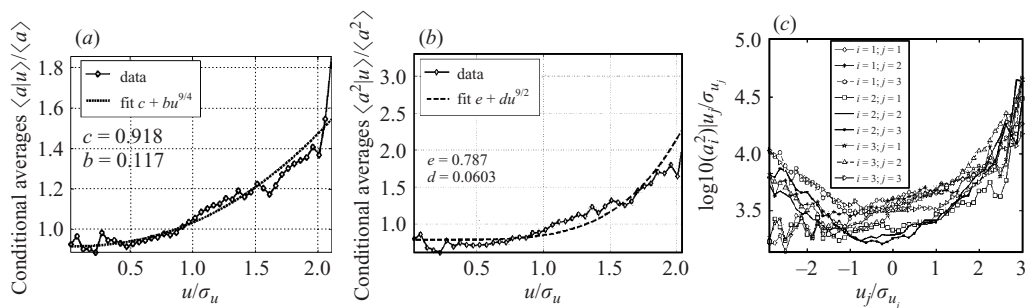 (a)
Conditional averages ⟨a|u⟩/⟨a⟩
1.8
1.6
1.4
1.2
1.0
data
fit c + bu^{9/4}
c = 0.918
b = 0.117
0.5
1.0
1.5
2.0
u/σ_u
(b)
Conditional averages ⟨a²|u⟩/⟨a²⟩
3.0
2.5
2.0
1.5
1.0
data
fit e + du^{9/2}
e = 0.787
d = 0.0603
0.5
1.0
1.5
2.0
u/σ_u
(c)
log10(a_i^2)|u_j/σ_{u_j}
5.0
4.5
4.0
3.5
i = 1; j = 1
i = 1; j = 2
i = 1; j = 3
i = 2; j = 1
i = 2; j = 2
i = 2; j = 3
i = 3; j = 1
i = 3; j = 2
i = 3; j = 3
−2
−1
0
1
2
3
u_j/σ_{u_j}